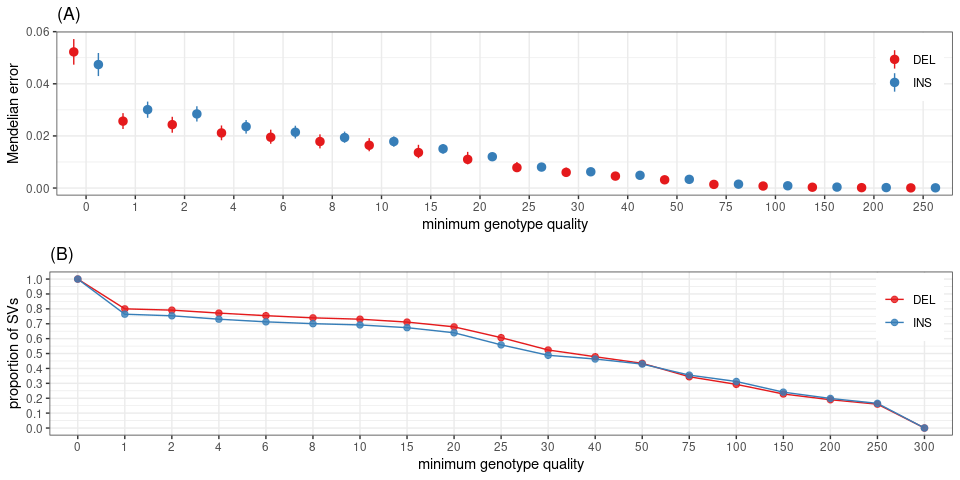 (A)
Mendelian error
0.06
0.04
0.02
0.00
DEL
INS
0 1 2 4 6 8 10 15 20 25 30 40 50 75 100 150 200 250
minimum genotype quality
(B)
proportion of SVs
1.0
0.9
0.8
0.7
0.6
0.5
0.4
0.3
0.2
0.1
0.0
DEL
INS
0 1 2 4 6 8 10 15 20 25 30 40 50 75 100 150 200 250 300
minimum genotype quality